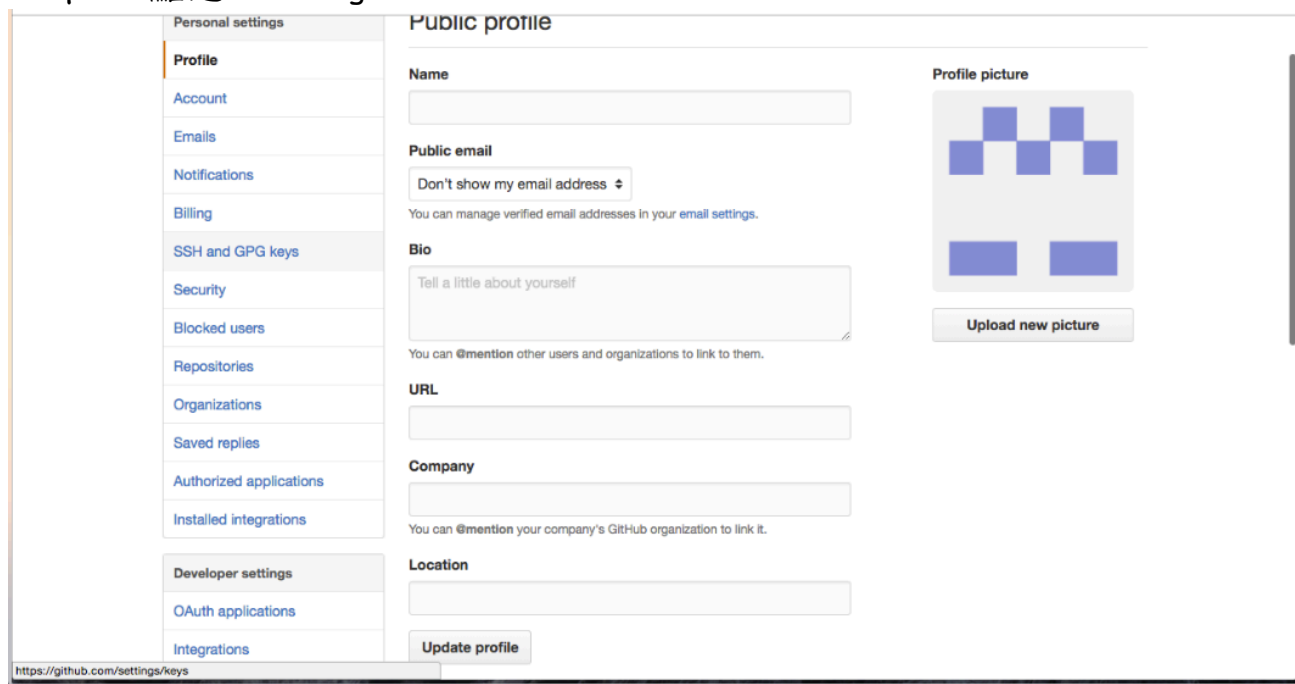 Personal settings
Profile
Account
Emails
Notifications
Billing
SSH and GPG keys
Security
Blocked users
Repositories
Organizations
Saved replies
Authorized applications
Installed integrations
Developer settings
OAuth applications
Integrations
https://github.com/settings/keys
Public profile
Name
Public email
Don't show my email address
You can manage verified email addresses in your email settings.
Bio
Tell a little about yourself
You can @mention other users and organizations to link to them.
URL
Company
You can @mention your company's GitHub organization to link it.
Location
Update profile
Profile picture
Upload new picture